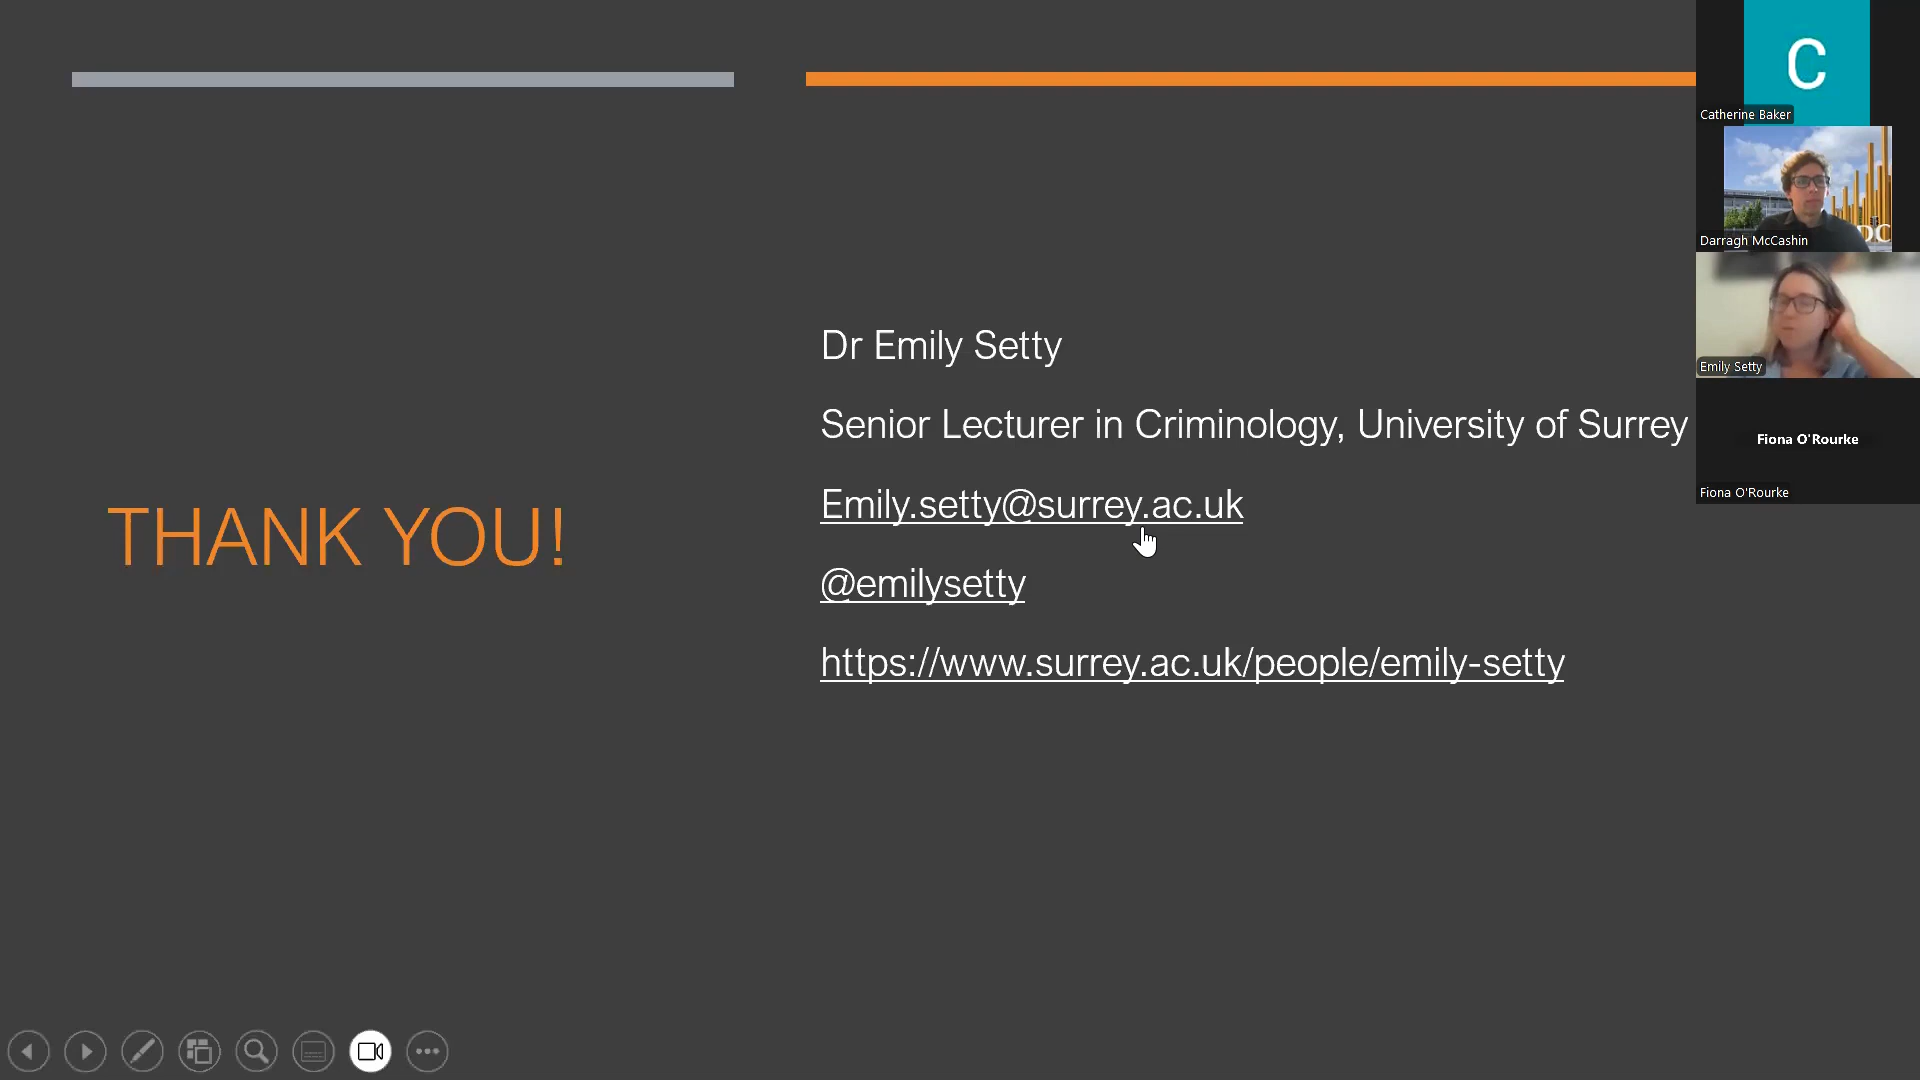 THANK YOU!
Dr Emily Setty
Senior Lecturer in Criminology, University of Surrey
Emily.setty@surrey.ac.uk
@emilysetty
https://www.surrey.ac.uk/people/emily-setty
C
Catherine Baker
DC
Darragh McCashin
Emily Setty
Fiona O'Rourke
Fiona O'Rourke